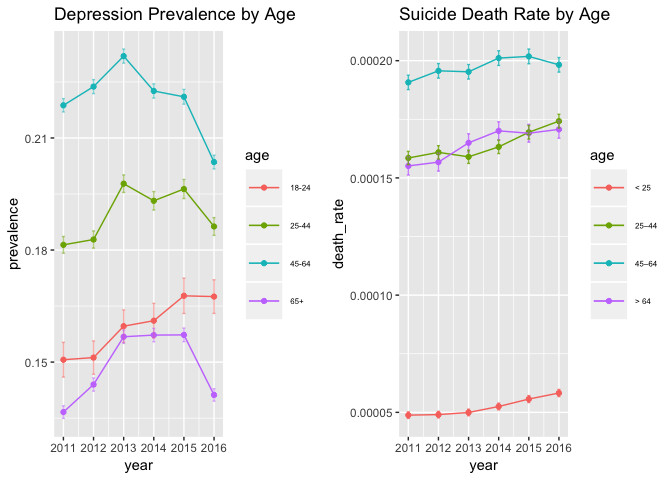 Depression Prevalence by Age
prevalence
0.21
0.18
0.15
2011 2012 2013 2014 2015 2016
year
age
18-24
25-44
45-64
65+
Suicide Death Rate by Age
death_rate
0.00020
0.00015
0.00010
0.00005
2011 2012 2013 2014 2015 2016
year
age
< 25
25–44
45–64
> 64